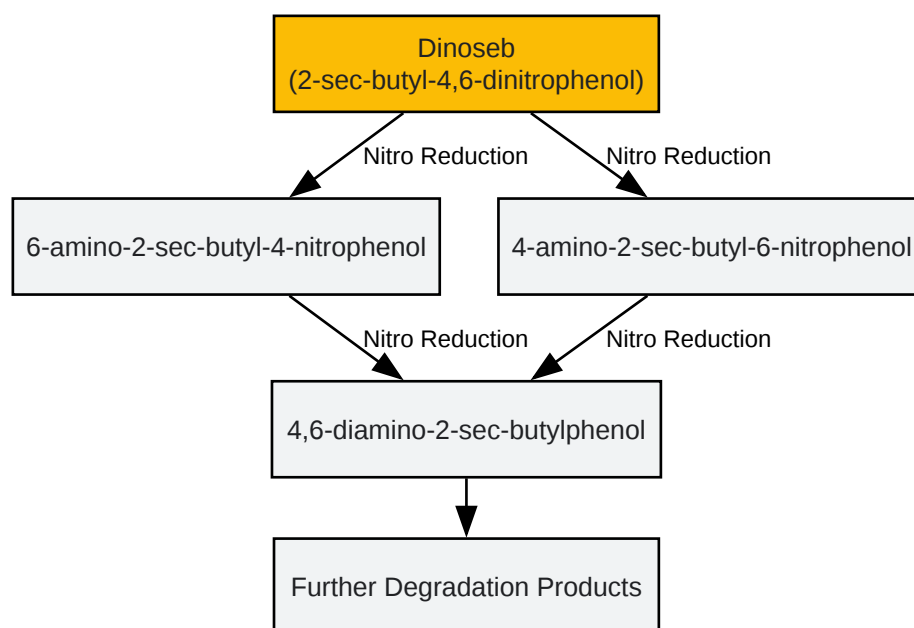 Dinoseb
(2-sec-butyl-4,6-dinitrophenol)
Nitro Reduction
Nitro Reduction
6-amino-2-sec-butyl-4-nitrophenol
4-amino-2-sec-butyl-6-nitrophenol
Nitro Reduction
Nitro Reduction
4,6-diamino-2-sec-butylphenol
Further Degradation Products